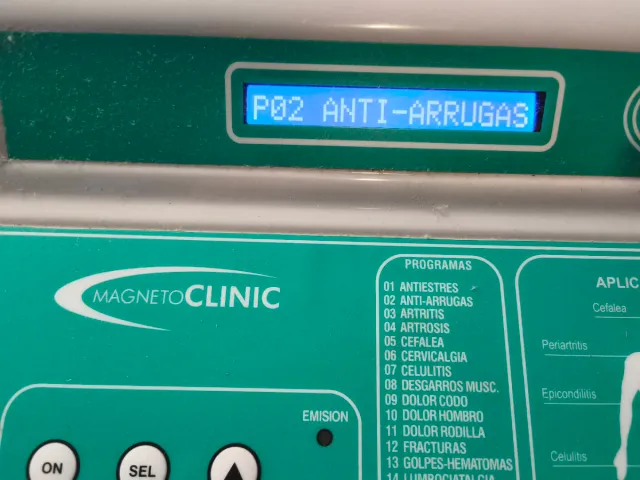 P02 ANTI-ARRUGAS
MAGNETOCLINIC
PROGRAMAS
01 ANTIESTRES
02 ANTI-ARRUGAS
03 ARTRITIS
04 ARTROSIS
05 CEFALEA
06 CERVICALGIA
07 CELULITIS
08 DESGARROS MUSC.
09 DOLOR CODO
10 DOLOR HOMBRO
11 DOLOR RODILLA
12 FRACTURAS
13 GOLPES-HEMATOMAS
14 LUMBOCIATALGIA
APLIC
Cefalea
Periartritis
Epicondilitis
Celulitis
EMISION
ON
SEL